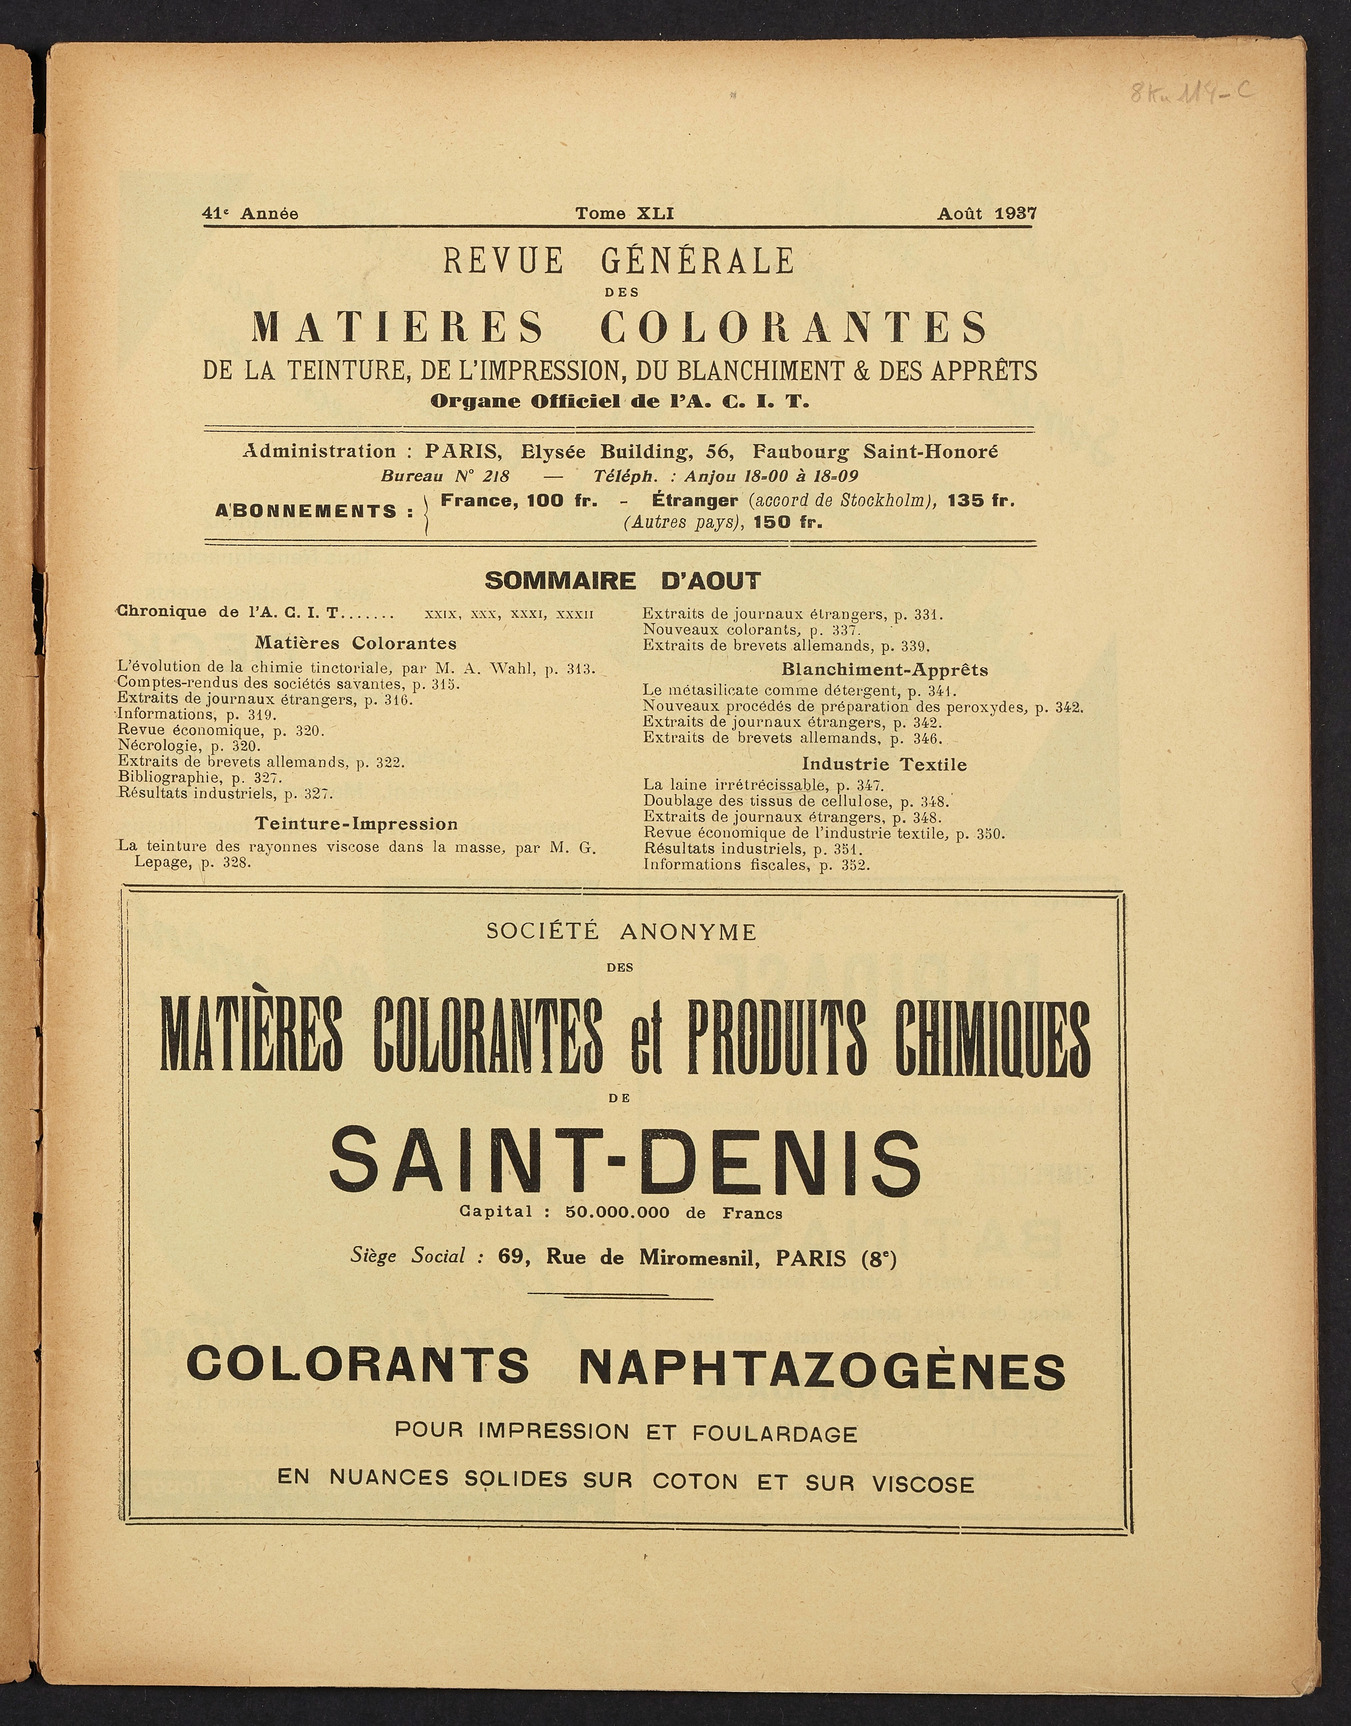 8 Ku 114-C
41e Année Tome XLI Août 1937
REVUE GÉNÉRALE
DES
MATIERES COLORANTES
DE LA TEINTURE, DE L'IMPRESSION, DU BLANCHIMENT & DES APPRÊTS
Organe Officiel de l'A. C. I. T.
Administration : PARIS, Elysée Building, 56, Faubourg Saint-Honoré
Bureau N° 218 — Téléph. : Anjou 18-00 à 18-09
ABONNEMENTS : France, 100 fr. - Étranger (accord de Stockholm), 135 fr.
(Autres pays), 150 fr.
SOMMAIRE D'AOUT
Chronique de l'A. C. I. T....... XXIX, XXX, XXXI, XXXII
Matières Colorantes
L'évolution de la chimie tinctoriale, par M. A. Wahl, p. 313.
Comptes-rendus des sociétés savantes, p. 315.
Extraits de journaux étrangers, p. 316.
Informations, p. 319.
Revue économique, p. 320.
Nécrologie, p. 320.
Extraits de brevets allemands, p. 322.
Bibliographie, p. 327.
Résultats industriels, p. 327.
Teinture-Impression
La teinture des rayonnes viscose dans la masse, par M. G.
Lepage, p. 328.
Extraits de journaux étrangers, p. 331.
Nouveaux colorants, p. 337.
Extraits de brevets allemands, p. 339.
Blanchiment-Apprêts
Le métasilicate comme détergent, p. 341.
Nouveaux procédés de préparation des peroxydes, p. 342.
Extraits de journaux étrangers, p. 342.
Extraits de brevets allemands, p. 346.
Industrie Textile
La laine irrétrécissable, p. 347.
Doublage des tissus de cellulose, p. 348.
Extraits de journaux étrangers, p. 348.
Revue économique de l'industrie textile, p. 350.
Résultats industriels, p. 351.
Informations fiscales, p. 352.
SOCIÉTÉ ANONYME
DES
MATIÈRES COLORANTES et PRODUITS CHIMIQUES
DE
SAINT-DENIS
Capital : 50.000.000 de Francs
Siège Social : 69, Rue de Miromesnil, PARIS (8e)
COLORANTS NAPHTAZOGÈNES
POUR IMPRESSION ET FOULARDAGE
EN NUANCES SOLIDES SUR COTON ET SUR VISCOSE